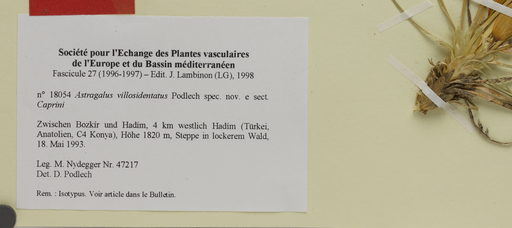 Société pour l'Echange des Plantes vasculaires
de l'Europe et du Bassin méditerranéen
Fascicule 27 (1996-1997) – Edit. J. Lambinon (LG), 1998
n° 18054 Astragalus villosidentatus Podlech spec. nov. e sect.
Caprini
Zwischen Bozkir und Hadim, 4 km westlich Hadim (Türkei,
Anatolien, C4 Konya), Höhe 1820 m, Steppe in lockerem Wald,
18. Mai 1993.
Leg. M. Nydegger Nr. 47217
Det. D. Podlech
Rem. : Isotypus. Voir article dans le Bulletin.